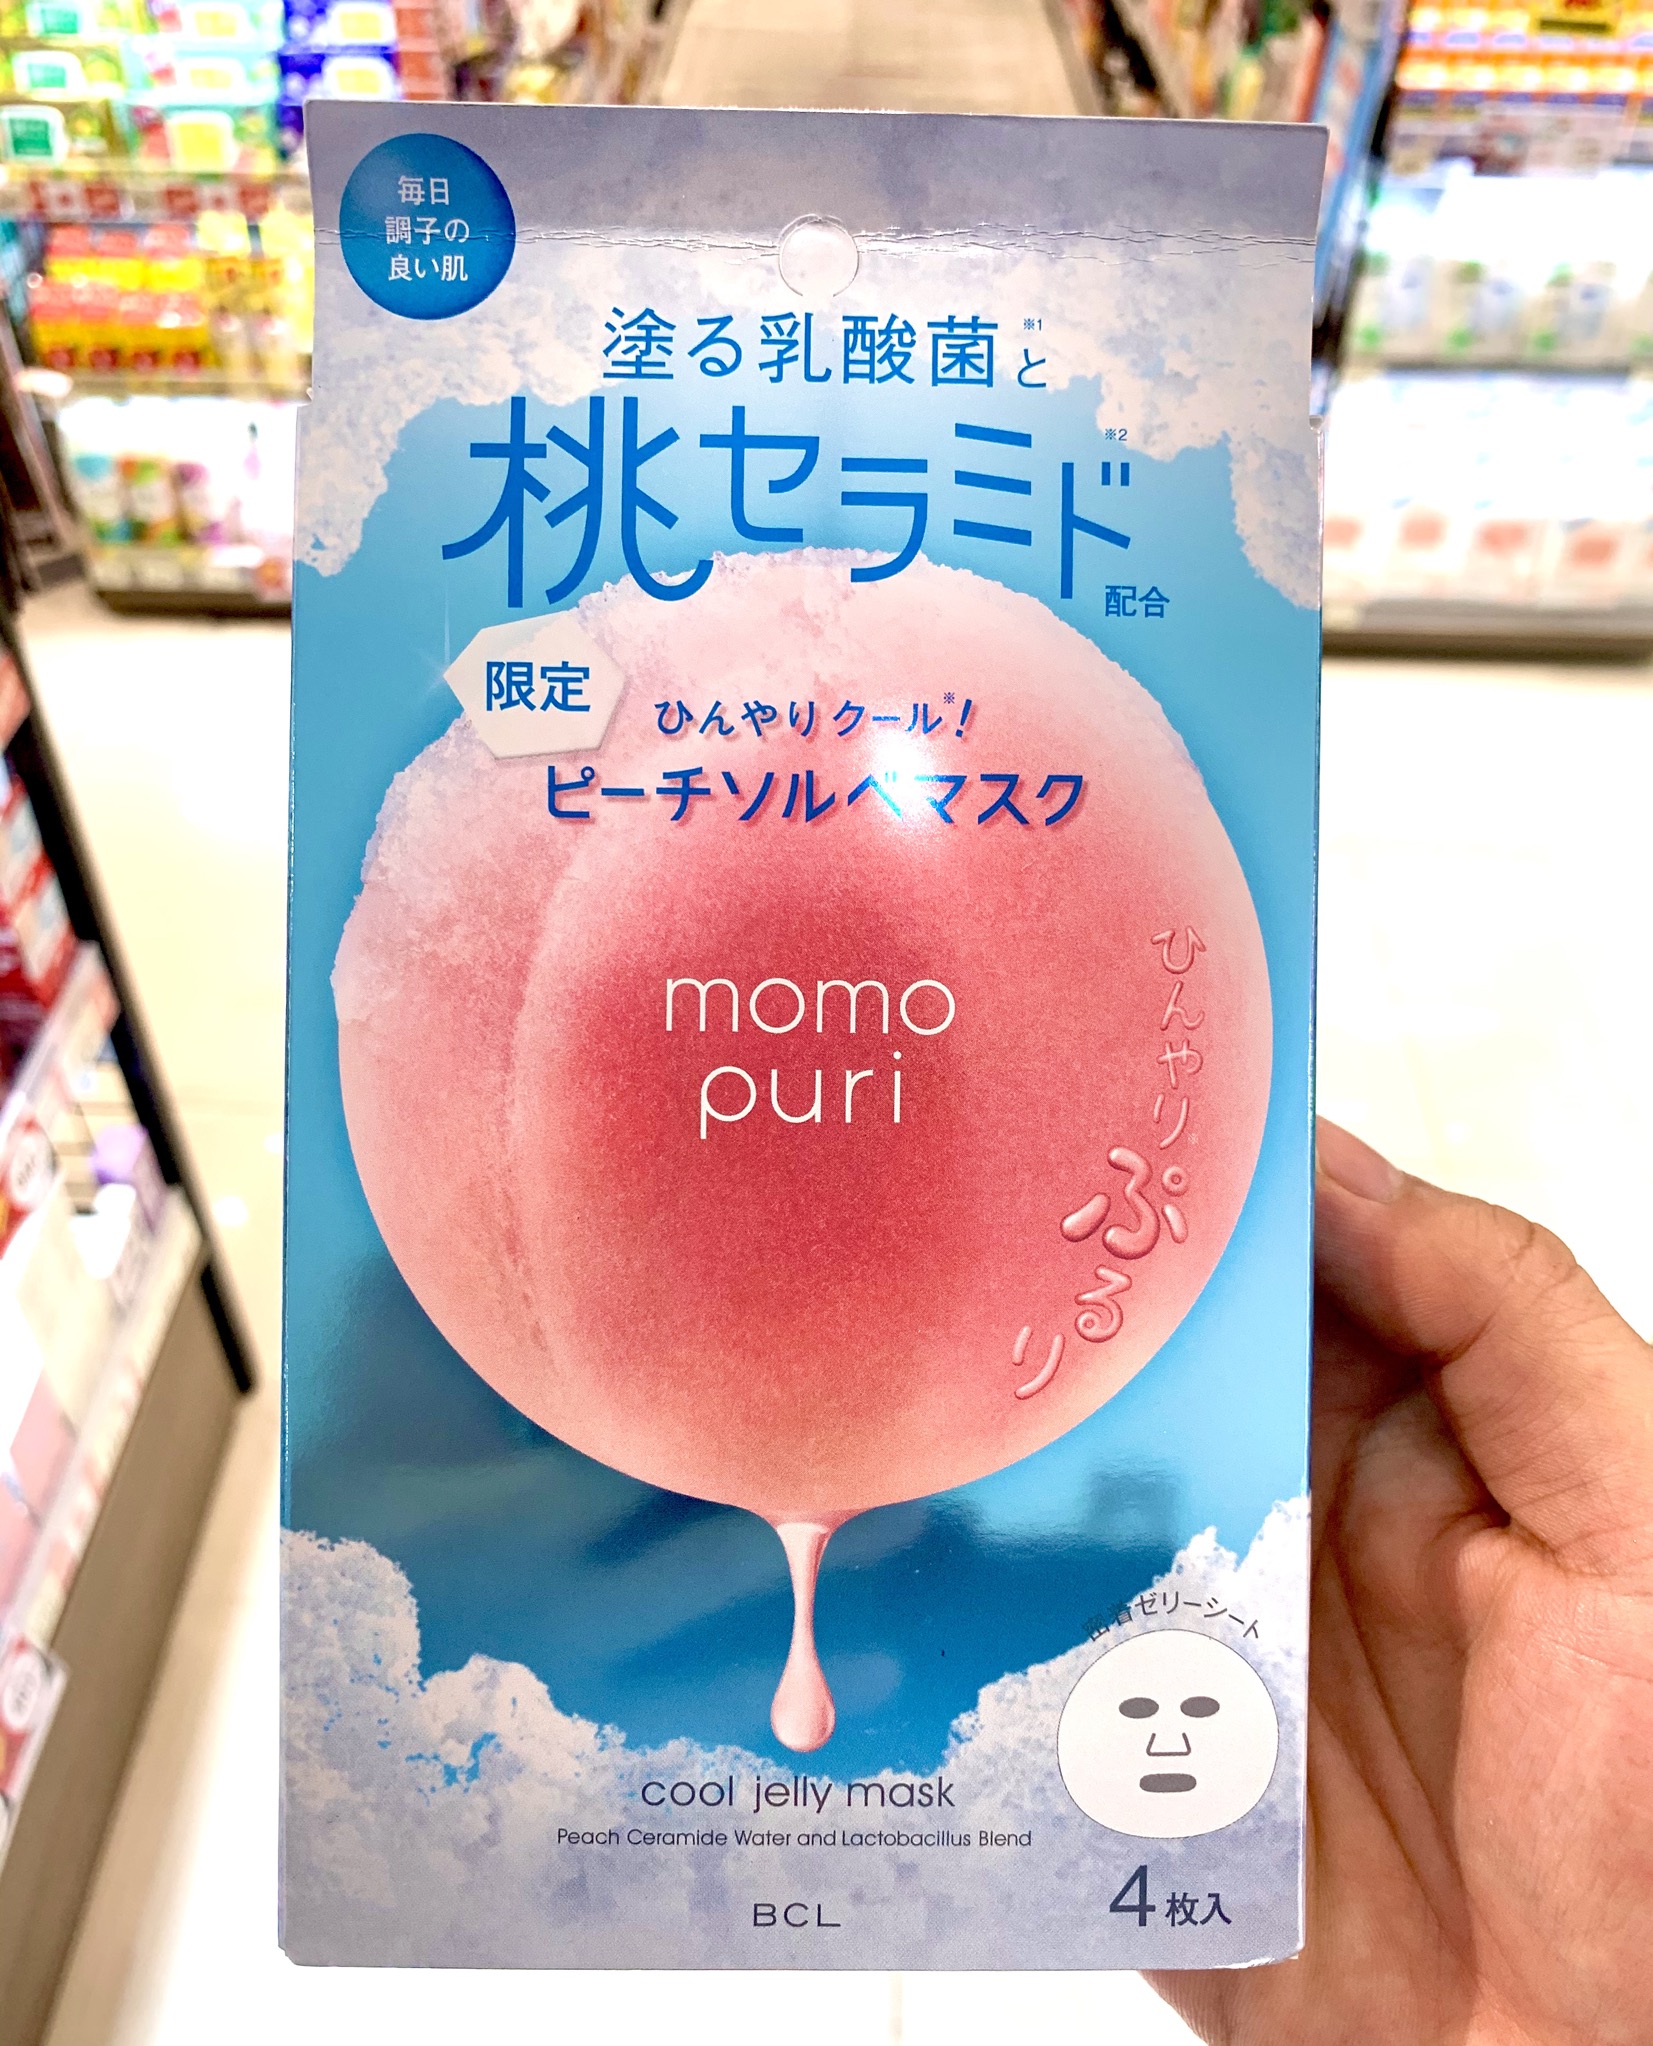 毎日
調子の
良い肌
塗る乳酸菌※1と
桃セラミド※2
配合
限定
ひんやりクール※!
ピーチソルベマスク
momo
puri
ひんやり※
ぷるり
密着ゼリーシート
cool jelly mask
Peach Ceramide Water and Lactobacillus Blend
BCL
4枚入